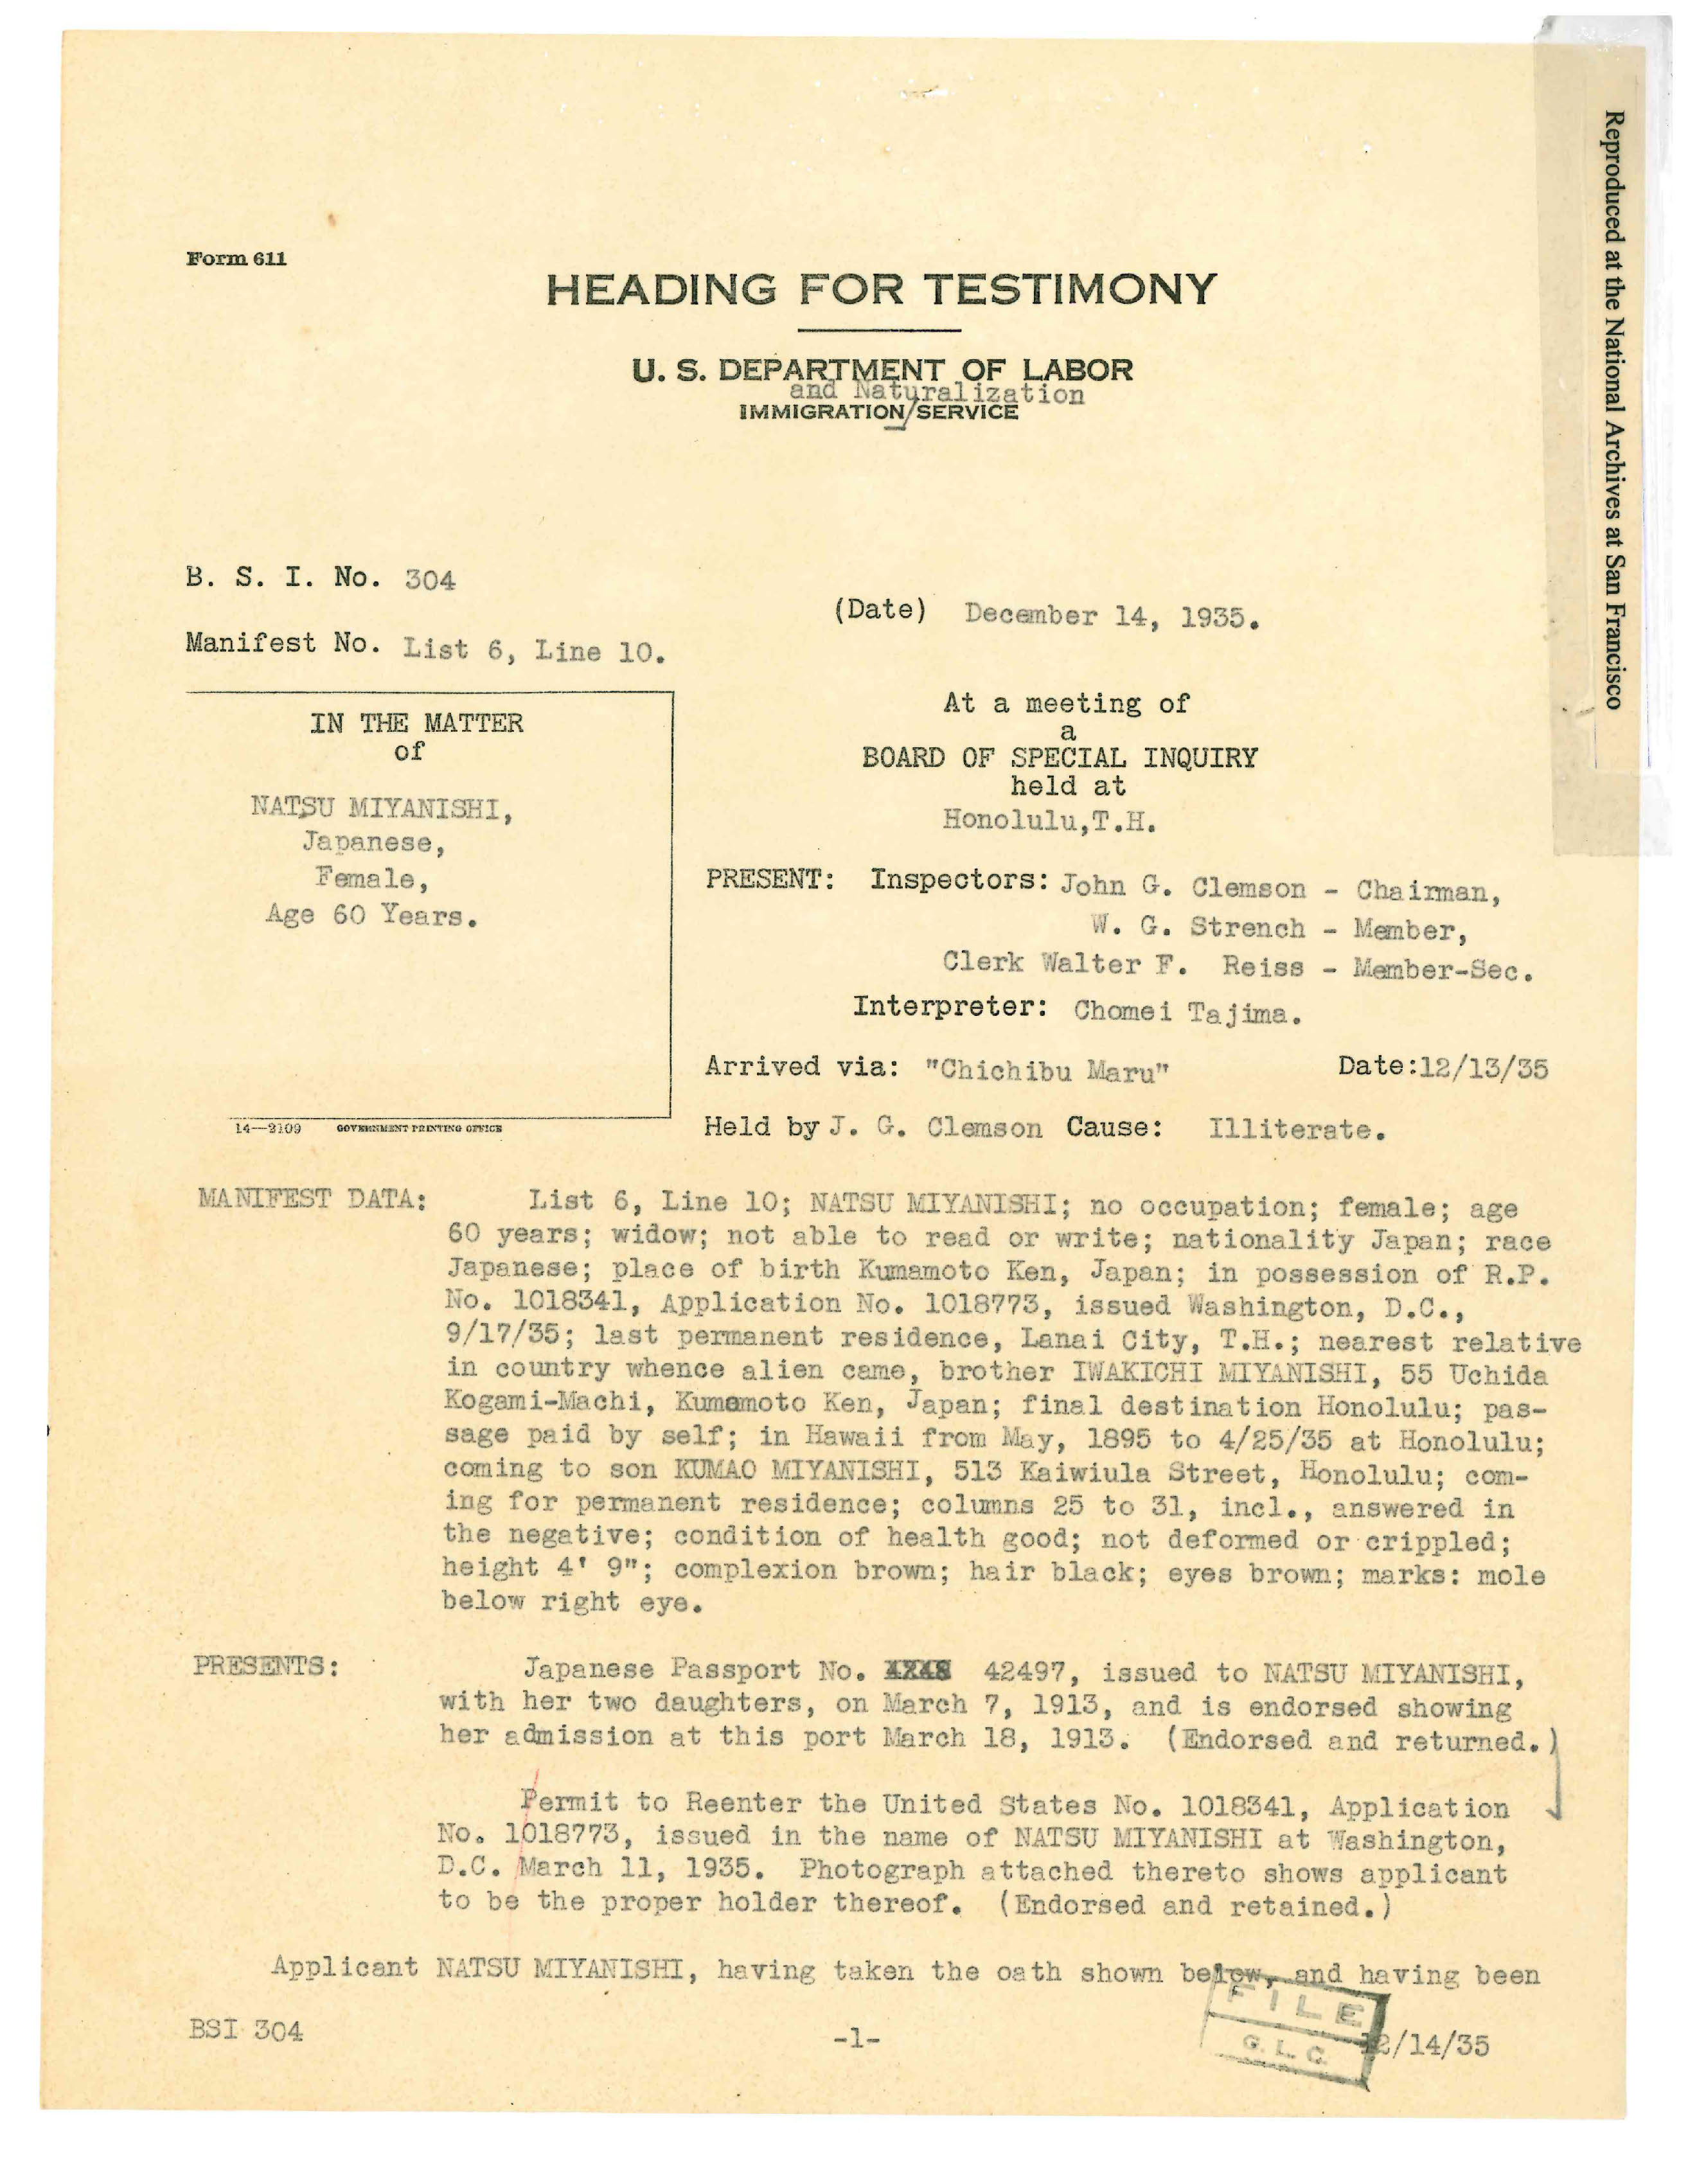 Form 611
HEADING FOR TESTIMONY
U. S. DEPARTMENT OF LABOR
and Naturalization
IMMIGRATION/SERVICE
B. S. I. No. 304
(Date) December 14, 1935.
Manifest No. List 6, Line 10.
IN THE MATTER
of
NATSU MIYANISHI,
Japanese,
Female,
Age 60 Years.
14—2109 GOVERNMENT PRINTING OFFICE
At a meeting of
a
BOARD OF SPECIAL INQUIRY
held at
Honolulu,T.H.
PRESENT: Inspectors: John G. Clemson - Chairman,
W. G. Strench - Member,
Clerk Walter F. Reiss - Member-Sec.
Interpreter: Chomei Tajima.
Arrived via: "Chichibu Maru" Date:12/13/35
Held by J. G. Clemson Cause: Illiterate.
MANIFEST DATA: List 6, Line 10; NATSU MIYANISHI; no occupation; female; age
60 years; widow; not able to read or write; nationality Japan; race
Japanese; place of birth Kumamoto Ken, Japan; in possession of R.P.
No. 1018341, Application No. 1018773, issued Washington, D.C.,
9/17/35; last permanent residence, Lanai City, T.H.; nearest relative
in country whence alien came, brother IWAKICHI MIYANISHI, 55 Uchida
Kogami-Machi, Kumamoto Ken, Japan; final destination Honolulu; pas-
sage paid by self; in Hawaii from May, 1895 to 4/25/35 at Honolulu;
coming to son KUMAO MIYANISHI, 513 Kaiwiula Street, Honolulu; com-
ing for permanent residence; columns 25 to 31, incl., answered in
the negative; condition of health good; not deformed or crippled;
height 4' 9"; complexion brown; hair black; eyes brown; marks: mole
below right eye.
PRESENTS: Japanese Passport No. 42497, issued to NATSU MIYANISHI,
with her two daughters, on March 7, 1913, and is endorsed showing
her admission at this port March 18, 1913. (Endorsed and returned.)
Permit to Reenter the United States No. 1018341, Application
No. 1018773, issued in the name of NATSU MIYANISHI at Washington,
D.C. March 11, 1935. Photograph attached thereto shows applicant
to be the proper holder thereof. (Endorsed and retained.)
Applicant NATSU MIYANISHI, having taken the oath shown below, and having been
FILE
G. L. C.
BSI 304 -1- 12/14/35
Reproduced at the National Archives at San Francisco